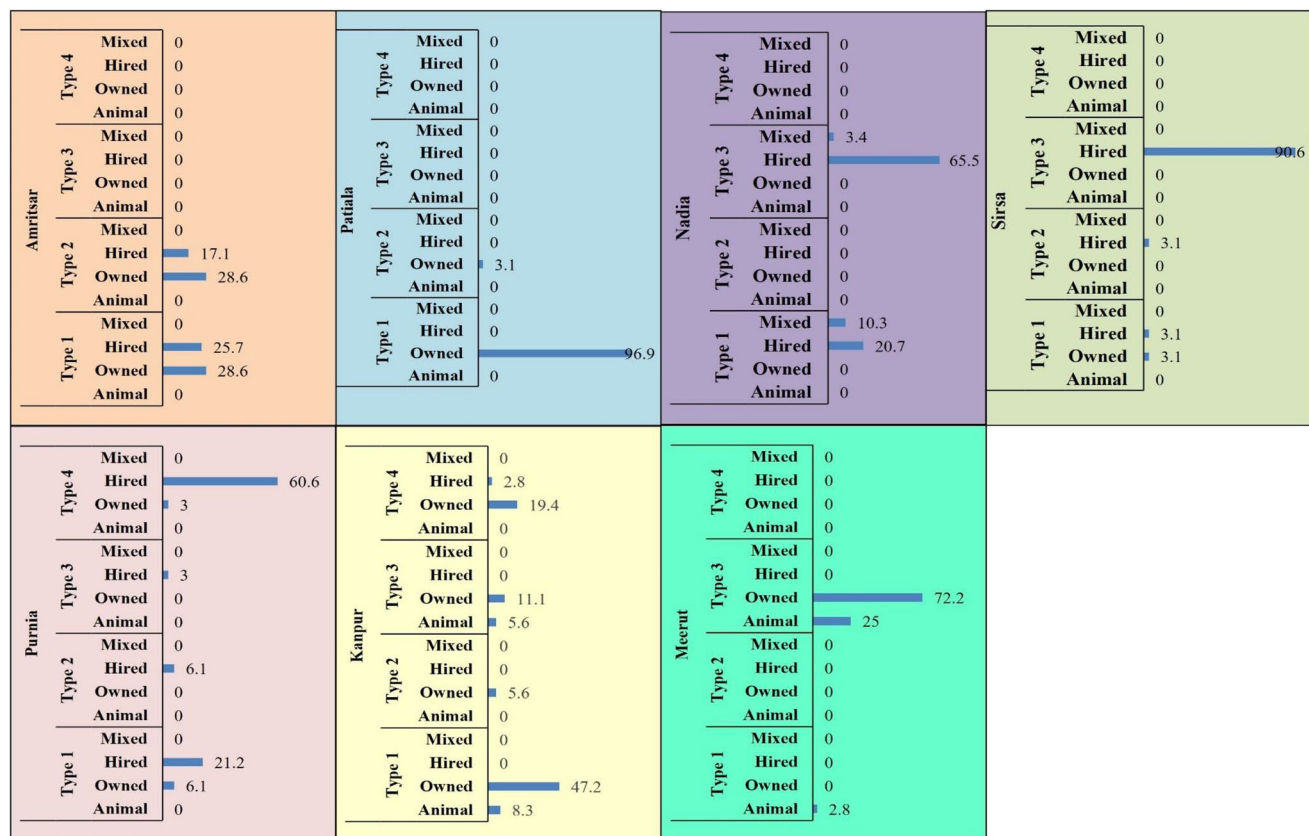 Amritsar
Type 4
Mixed 0
Hired 0
Owned 0
Animal 0
Type 3
Mixed 0
Hired 0
Owned 0
Animal 0
Type 2
Mixed 0
Hired 17.1
Owned 28.6
Animal 0
Type 1
Mixed 0
Hired 25.7
Owned 28.6
Animal 0
Patiala
Type 4
Mixed 0
Hired 0
Owned 0
Animal 0
Type 3
Mixed 0
Hired 0
Owned 0
Animal 0
Type 2
Mixed 0
Hired 0
Owned 3.1
Animal 0
Type 1
Mixed 0
Hired 0
Owned 96.9
Animal 0
Nadia
Type 4
Mixed 0
Hired 0
Owned 0
Animal 0
Type 3
Mixed 3.4
Hired 65.5
Owned 0
Animal 0
Type 2
Mixed 0
Hired 0
Owned 0
Animal 0
Type 1
Mixed 10.3
Hired 20.7
Owned 0
Animal 0
Sirsa
Type 4
Mixed 0
Hired 0
Owned 0
Animal 0
Type 3
Mixed 0
Hired 90.6
Owned 0
Animal 0
Type 2
Mixed 0
Hired 3.1
Owned 0
Animal 0
Type 1
Mixed 0
Hired 3.1
Owned 3.1
Animal 0
Purnia
Type 4
Mixed 0
Hired 60.6
Owned 3
Animal 0
Type 3
Mixed 0
Hired 3
Owned 0
Animal 0
Type 2
Mixed 0
Hired 6.1
Owned 0
Animal 0
Type 1
Mixed 0
Hired 21.2
Owned 6.1
Animal 0
Kanpur
Type 4
Mixed 0
Hired 2.8
Owned 19.4
Animal 0
Type 3
Mixed 0
Hired 0
Owned 11.1
Animal 5.6
Type 2
Mixed 0
Hired 0
Owned 5.6
Animal 0
Type 1
Mixed 0
Hired 0
Owned 47.2
Animal 8.3
Meerut
Type 4
Mixed 0
Hired 0
Owned 0
Animal 0
Type 3
Mixed 0
Hired 0
Owned 72.2
Animal 25
Type 2
Mixed 0
Hired 0
Owned 0
Animal 0
Type 1
Mixed 0
Hired 0
Owned 0
Animal 2.8